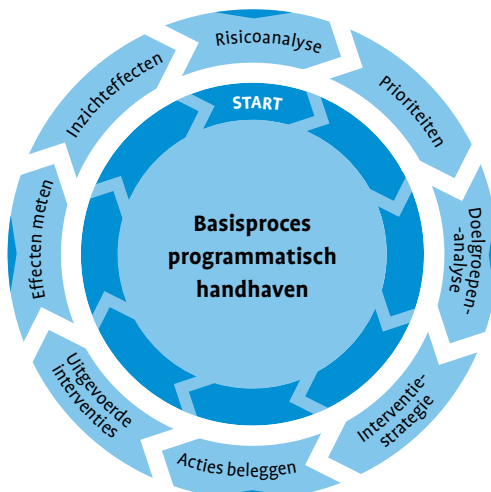 Risicoanalyse
Prioriteiten
Doelgroepen-
-analyse
Interventie-
strategie
Acties beleggen
Uitgevoerde
interventies
Effecten meten
Inzichteffecten
START
Basisproces
programmatisch
handhaven